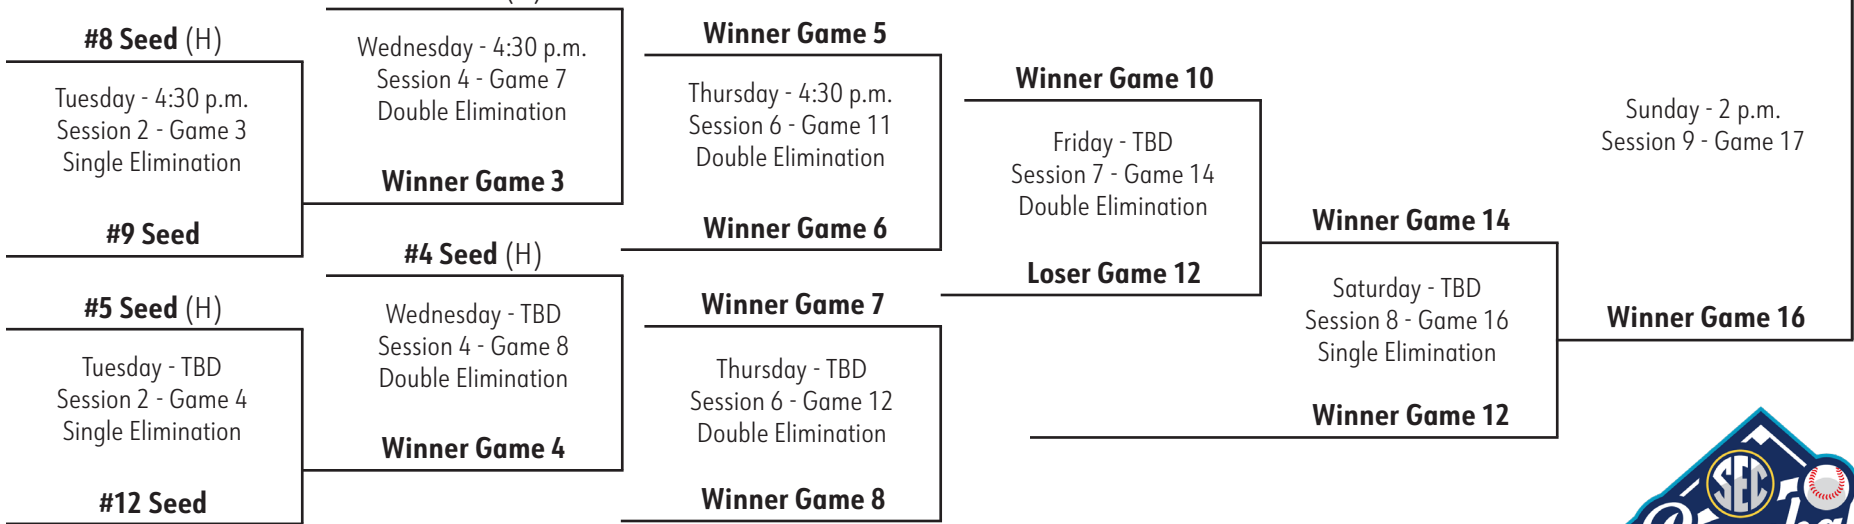 #8 Seed (H)
Tuesday - 4:30 p.m.
Session 2 - Game 3
Single Elimination
#9 Seed
#5 Seed (H)
Tuesday - TBD
Session 2 - Game 4
Single Elimination
#12 Seed
Wednesday - 4:30 p.m.
Session 4 - Game 7
Double Elimination
Winner Game 3
#4 Seed (H)
Wednesday - TBD
Session 4 - Game 8
Double Elimination
Winner Game 4
Winner Game 5
Thursday - 4:30 p.m.
Session 6 - Game 11
Double Elimination
Winner Game 6
Winner Game 7
Thursday - TBD
Session 6 - Game 12
Double Elimination
Winner Game 8
Winner Game 10
Friday - TBD
Session 7 - Game 14
Double Elimination
Loser Game 12
Winner Game 14
Saturday - TBD
Session 8 - Game 16
Single Elimination
Winner Game 12
Sunday - 2 p.m.
Session 9 - Game 17
Winner Game 16
SEC